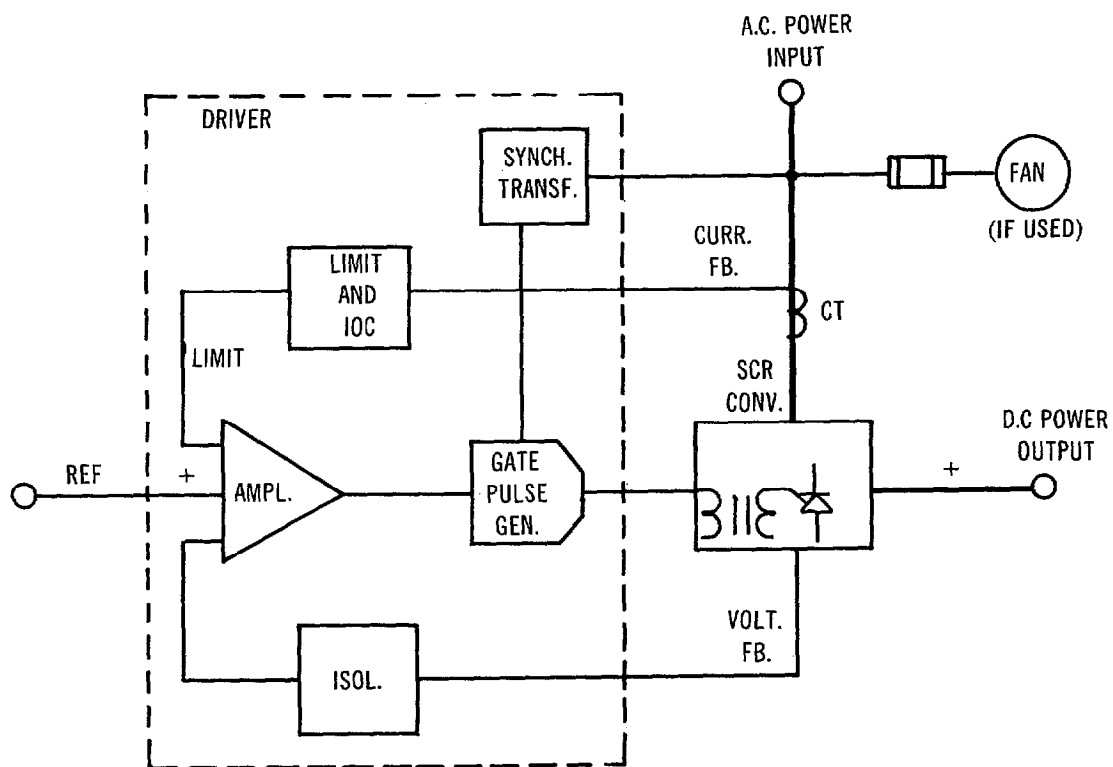 A.C. POWER
INPUT
DRIVER
SYNCH.
TRANSF.
FAN
(IF USED)
CURR.
FB.
LIMIT
AND
IOC
CT
LIMIT
SCR
CONV.
D.C POWER
OUTPUT
REF
+
AMPL.
GATE
PULSE
GEN.
+
VOLT.
FB.
ISOL.